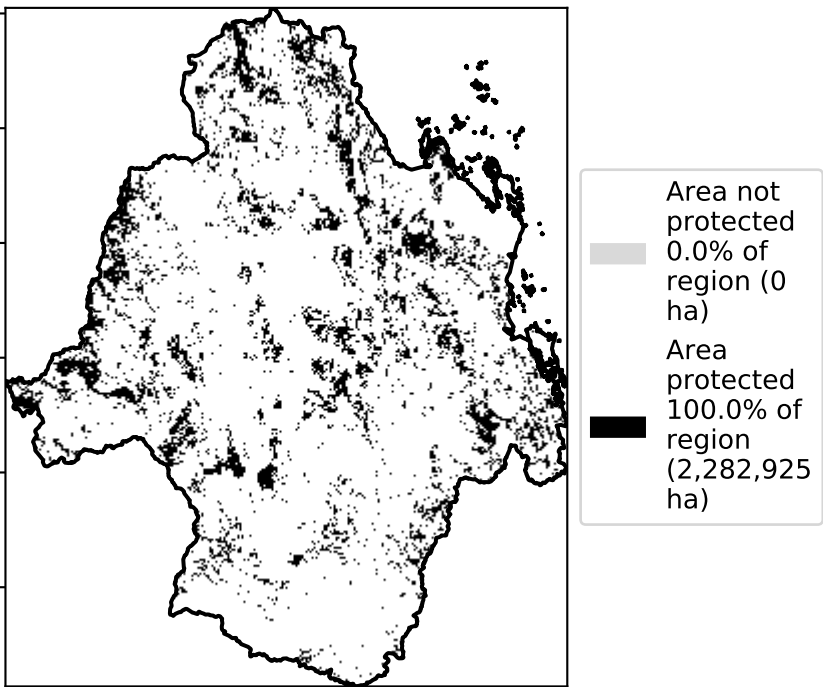 Area not
protected
0.0% of
region (0
ha)
Area
protected
100.0% of
region
(2,282,925
ha)